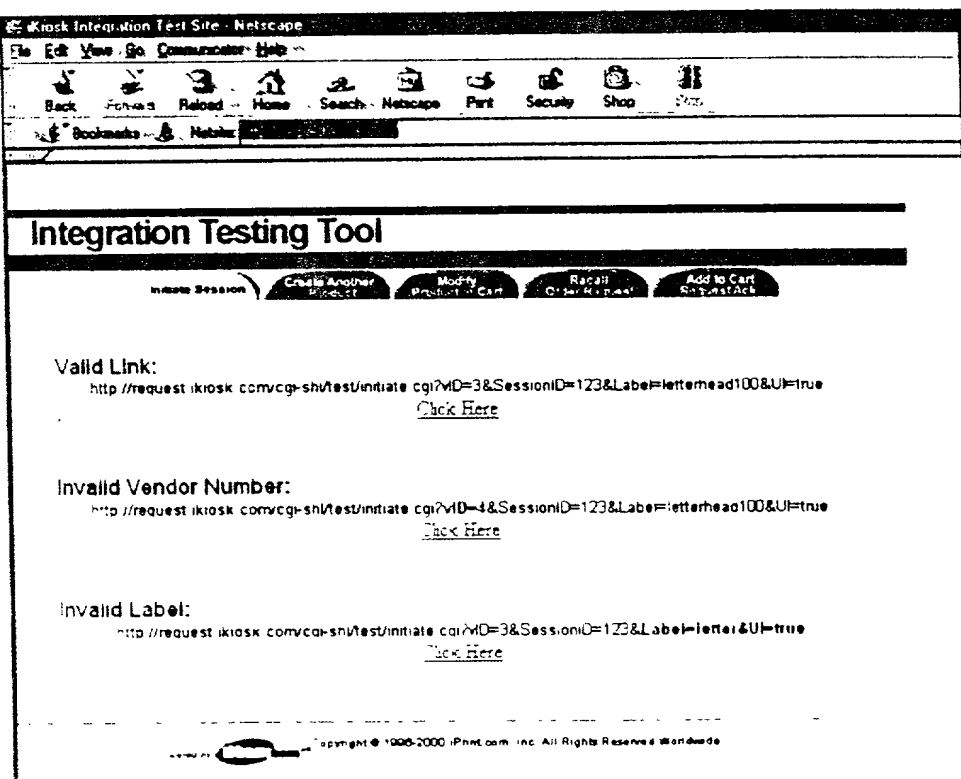 iKiosk Integration Test Site - Netscape
File Edit View Go Communicator Help
Back Forward Reload Home Search Netscape Print Security Shop Stop
Bookmarks Netsite:
Integration Testing Tool
Initiate Session
Create Another Product
Modify Product in Cart
Recall Order Request
Add to Cart Request Ack
Valid Link:
http://request.ikiosk.com/cgi-shl/test/initiate.cgi?vID=3&SessionID=123&Label=letterhead100&UI=true
Click Here
Invalid Vendor Number:
http://request.ikiosk.com/cgi-shl/test/initiate.cgi?vID=4&SessionID=123&Label=letterhead100&UI=true
Click Here
Invalid Label:
http://request.ikiosk.com/cgi-shl/test/initiate.cgi?vID=3&SessionID=123&Label=letter&UI=true
Click Here
Copyright © 1996-2000 iPrint.com, inc. All Rights Reserved Worldwide